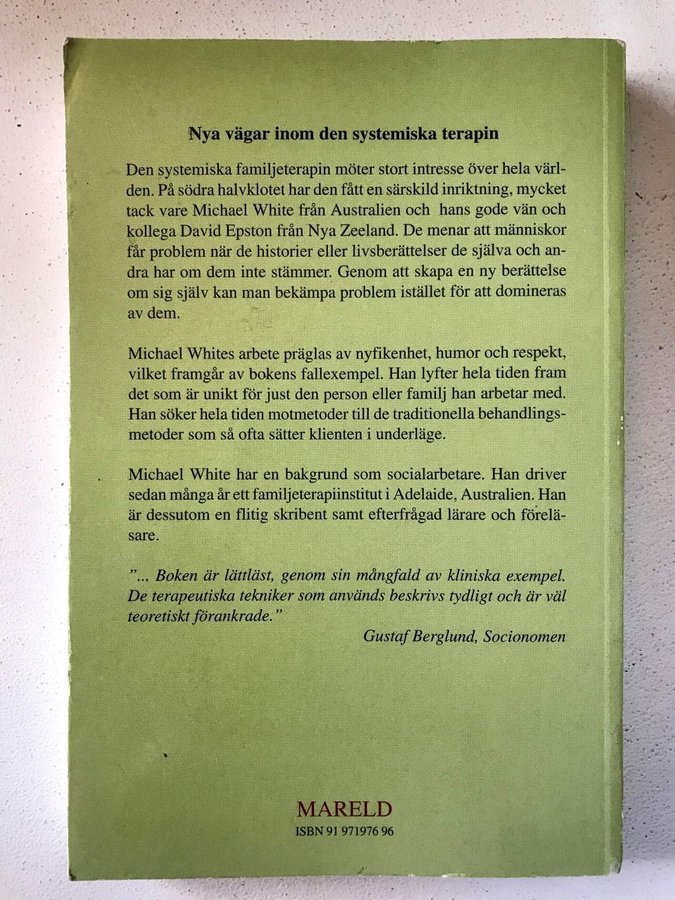 Nya vägar inom den systemiska terapin
Den systemiska familjeterapin möter stort intresse över hela värl-
den. På södra halvklotet har den fått en särskild inriktning, mycket
tack vare Michael White från Australien och hans gode vän och
kollega David Epston från Nya Zeeland. De menar att människor
får problem när de historier eller livsberättelser de själva och an-
dra har om dem inte stämmer. Genom att skapa en ny berättelse
om sig själv kan man bekämpa problem istället för att domineras
av dem.
Michael Whites arbete präglas av nyfikenhet, humor och respekt,
vilket framgår av bokens fallexempel. Han lyfter hela tiden fram
det som är unikt för just den person eller familj han arbetar med.
Han söker hela tiden motmetoder till de traditionella behandlings-
metoder som så ofta sätter klienten i underläge.
Michael White har en bakgrund som socialarbetare. Han driver
sedan många år ett familjeterapiinstitut i Adelaide, Australien. Han
är dessutom en flitig skribent samt efterfrågad lärare och förelä-
sare.
”... Boken är lättläst, genom sin mångfald av kliniska exempel.
De terapeutiska tekniker som används beskrivs tydligt och är väl
teoretiskt förankrade.”
Gustaf Berglund, Socionomen
MARELD
ISBN 91 971976 96